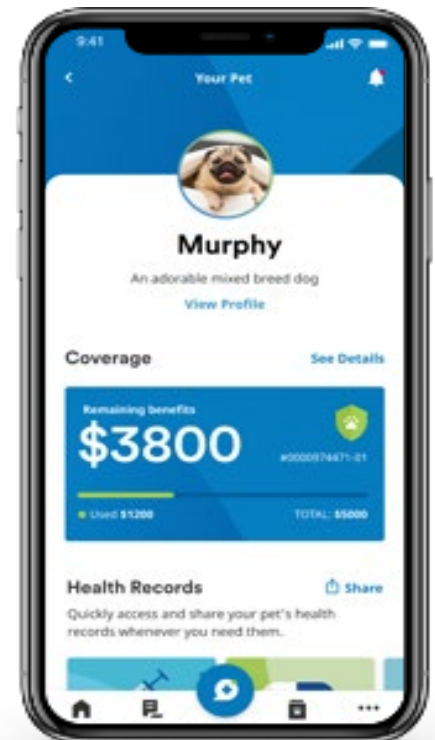 9:41
Your Pet
Murphy
An adorable mixed breed dog
View Profile
Coverage
See Details
Remaining benefits
$3800
#0000974471-01
Used $1200
TOTAL: $5000
Health Records
Share
Quickly access and share your pet's health
records whenever you need them.